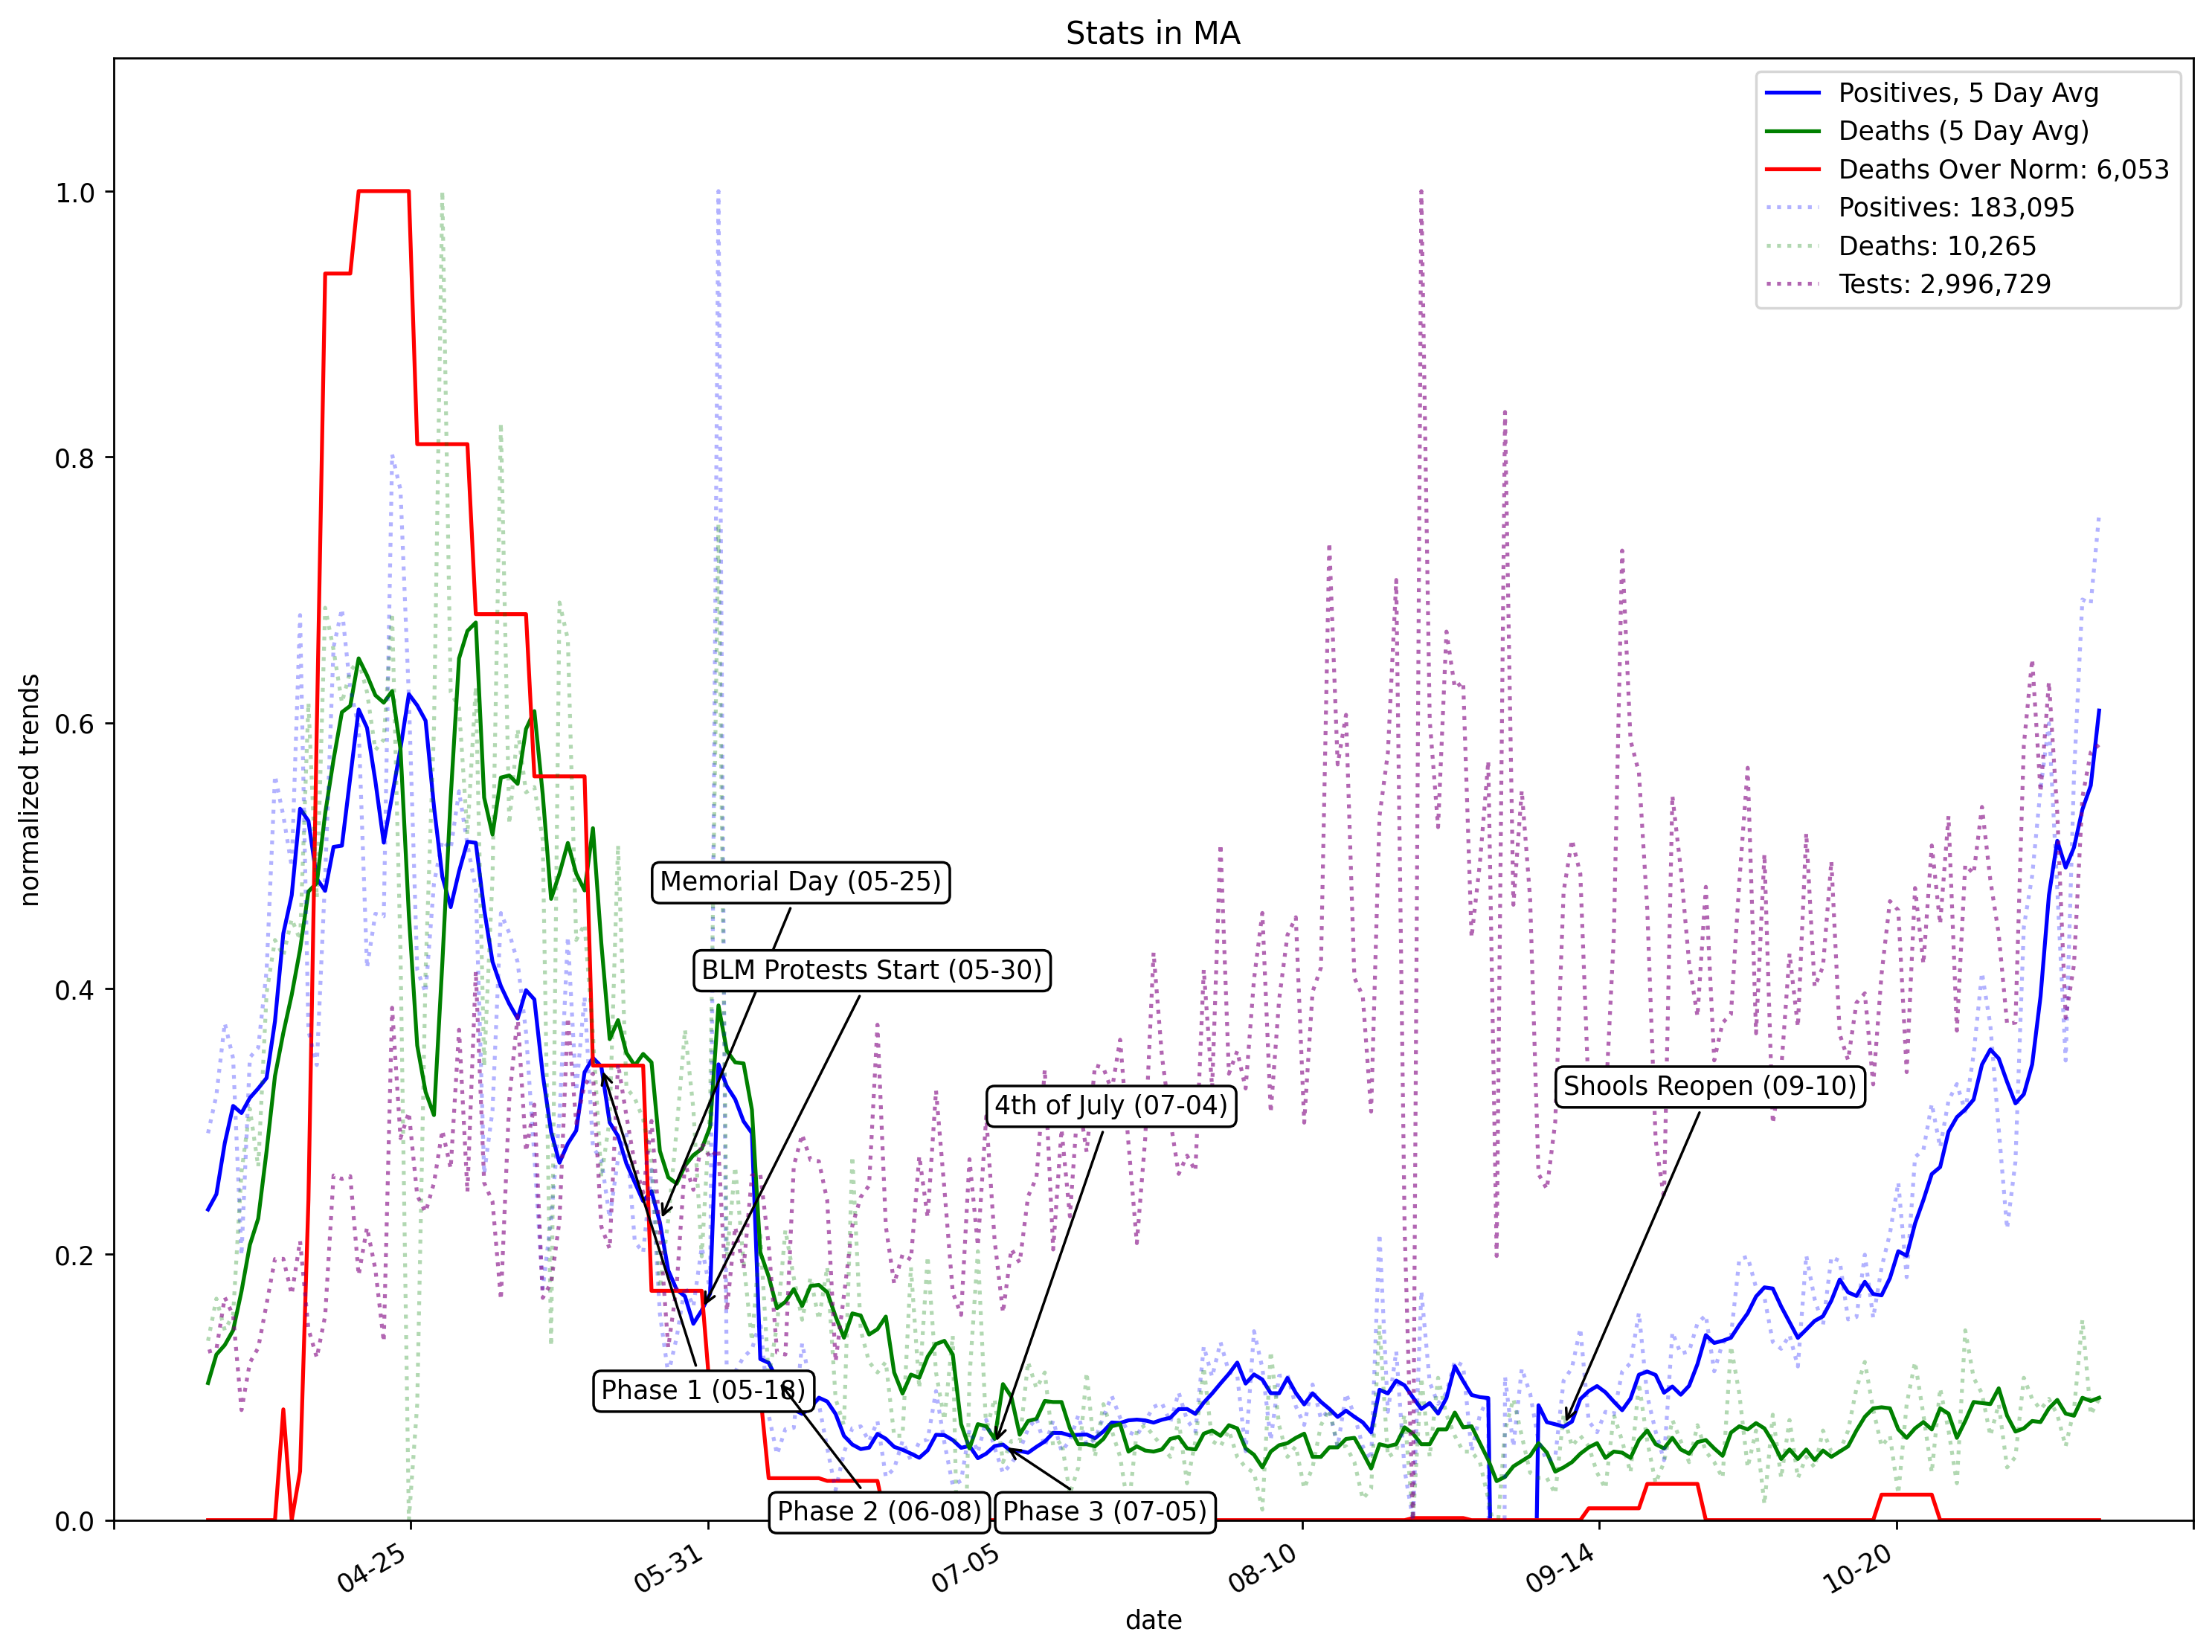 Stats in MA
Positives, 5 Day Avg
Deaths (5 Day Avg)
Deaths Over Norm: 6,053
Positives: 183,095
Deaths: 10,265
Tests: 2,996,729
normalized trends
1.0
0.8
0.6
0.4
0.2
0.0
Memorial Day (05-25)
BLM Protests Start (05-30)
4th of July (07-04)
Shools Reopen (09-10)
Phase 1 (05-18)
Phase 2 (06-08)
Phase 3 (07-05)
04-25
05-31
07-05
08-10
09-14
10-20
date